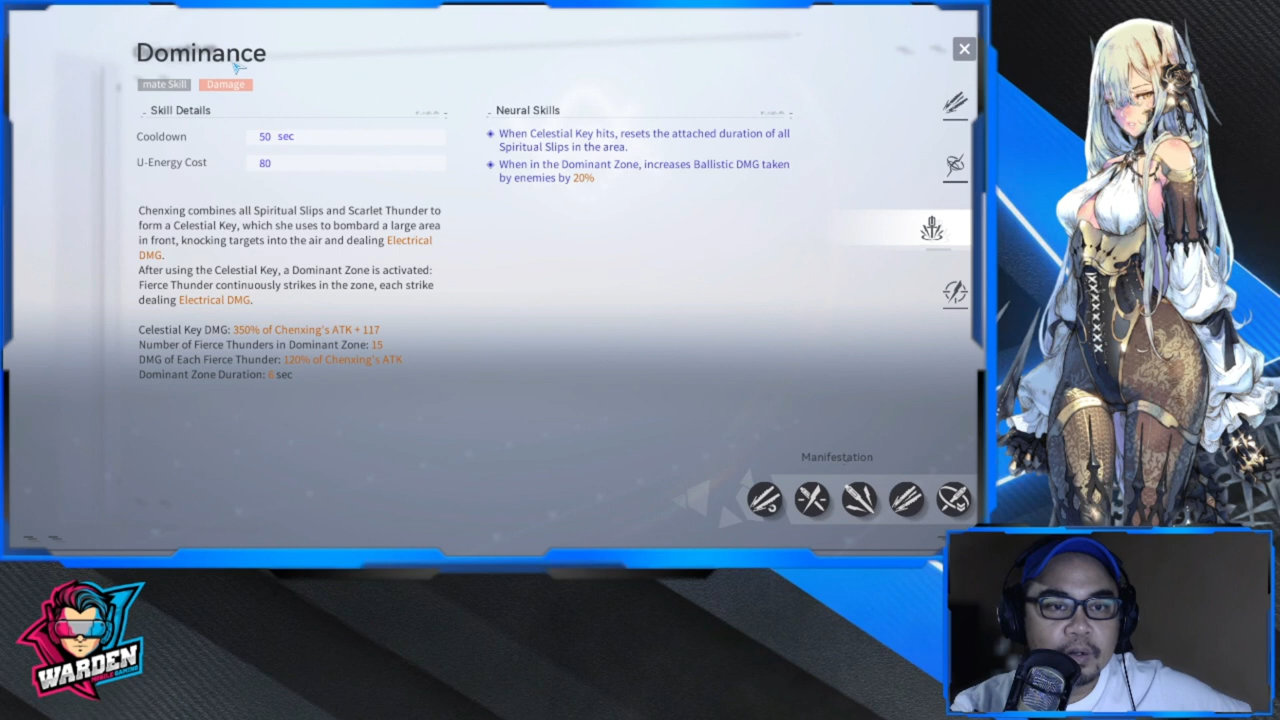 Dominance
mate Skill
Damage
Skill Details
Cooldown
50 sec
U-Energy Cost
80
Chenxing combines all Spiritual Slips and Scarlet Thunder to
form a Celestial Key, which she uses to bombard a large area
in front, knocking targets into the air and dealing Electrical
DMG.
After using the Celestial Key, a Dominant Zone is activated:
Fierce Thunder continuously strikes in the zone, each strike
dealing Electrical DMG.
Celestial Key DMG: 350% of Chenxing's ATK + 117
Number of Fierce Thunders in Dominant Zone: 15
DMG of Each Fierce Thunder: 120% of Chenxing's ATK
Dominant Zone Duration: 6 sec
Neural Skills
When Celestial Key hits, resets the attached duration of all
Spiritual Slips in the area.
When in the Dominant Zone, increases Ballistic DMG taken
by enemies by 20%
Manifestation
WARDEN
MOBILE GAMING